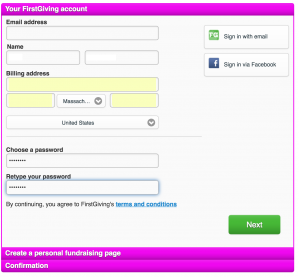 Your FirstGiving account
Email address
FG Sign in with email
Name
f Sign in via Facebook
Billing address
Massach...
United States
Choose a password
••••••••
Retype your password
••••••••
By continuing, you agree to FirstGiving's terms and conditions
Next
Create a personal fundraising page
Confirmation